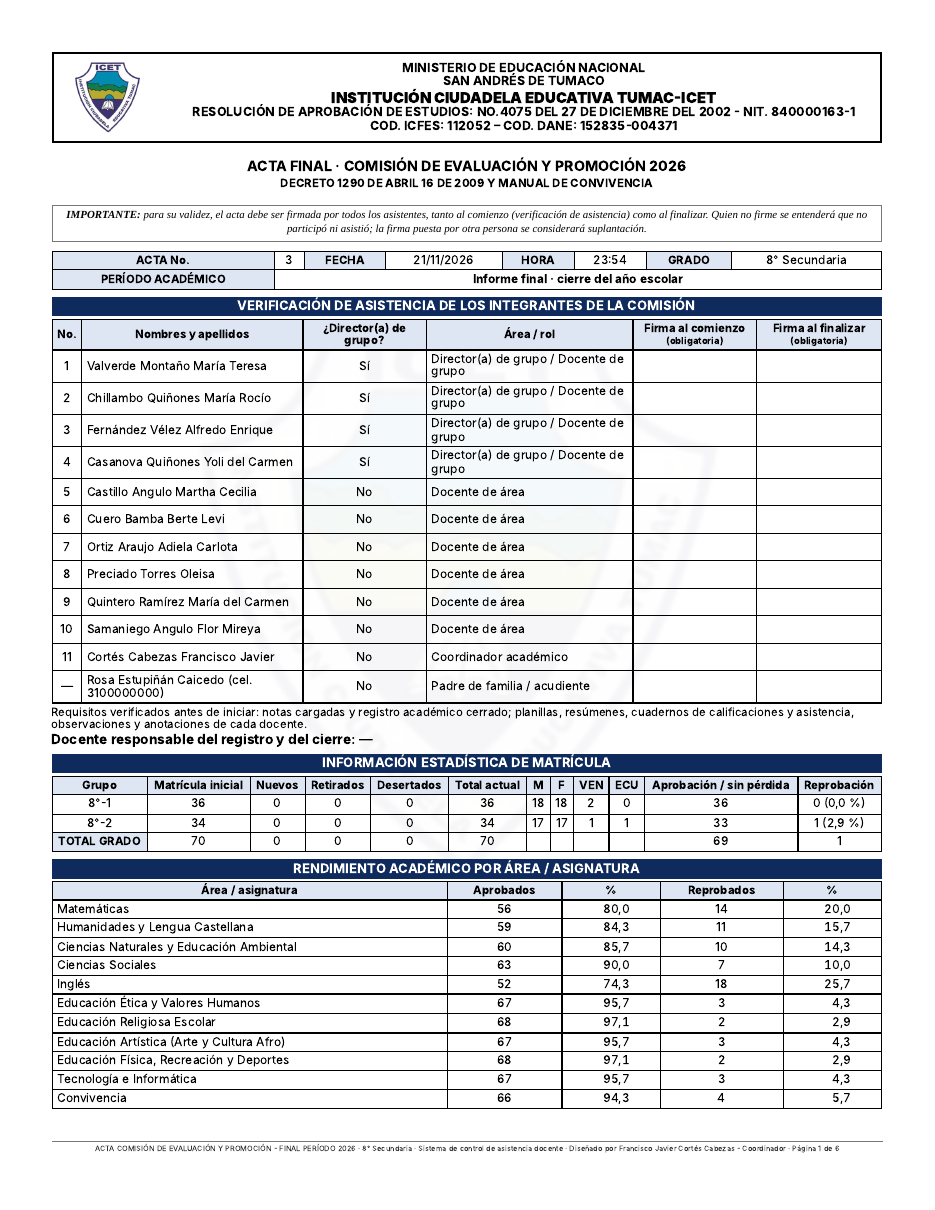 ICET
INSTITUCIÓN CIUDADELA EDUCATIVA TUMAC
MINISTERIO DE EDUCACIÓN NACIONAL
SAN ANDRÉS DE TUMACO
INSTITUCIÓN CIUDADELA EDUCATIVA TUMAC-ICET
RESOLUCIÓN DE APROBACIÓN DE ESTUDIOS: NO.4075 DEL 27 DE DICIEMBRE DEL 2002 - NIT. 840000163-1
COD. ICFES: 112052 – COD. DANE: 152835-004371
ACTA FINAL · COMISIÓN DE EVALUACIÓN Y PROMOCIÓN 2026
DECRETO 1290 DE ABRIL 16 DE 2009 Y MANUAL DE CONVIVENCIA
IMPORTANTE: para su validez, el acta debe ser firmada por todos los asistentes, tanto al comienzo (verificación de asistencia) como al finalizar. Quien no firme se entenderá que no
participó ni asistió; la firma puesta por otra persona se considerará suplantación.
ACTA No. 3 FECHA 21/11/2026 HORA 23:54 GRADO 8° Secundaria
PERÍODO ACADÉMICO Informe final · cierre del año escolar
VERIFICACIÓN DE ASISTENCIA DE LOS INTEGRANTES DE LA COMISIÓN
No. Nombres y apellidos ¿Director(a) de grupo? Área / rol Firma al comienzo (obligatoria) Firma al finalizar (obligatoria)
1 Valverde Montaño María Teresa Sí Director(a) de grupo / Docente de grupo
2 Chillambo Quiñones María Rocío Sí Director(a) de grupo / Docente de grupo
3 Fernández Vélez Alfredo Enrique Sí Director(a) de grupo / Docente de grupo
4 Casanova Quiñones Yoli del Carmen Sí Director(a) de grupo / Docente de grupo
5 Castillo Angulo Martha Cecilia No Docente de área
6 Cuero Bamba Berte Levi No Docente de área
7 Ortiz Araujo Adiela Carlota No Docente de área
8 Preciado Torres Oleisa No Docente de área
9 Quintero Ramírez María del Carmen No Docente de área
10 Samaniego Angulo Flor Mireya No Docente de área
11 Cortés Cabezas Francisco Javier No Coordinador académico
— Rosa Estupiñán Caicedo (cel. 3100000000) No Padre de familia / acudiente
Requisitos verificados antes de iniciar: notas cargadas y registro académico cerrado; planillas, resúmenes, cuadernos de calificaciones y asistencia,
observaciones y anotaciones de cada docente.
Docente responsable del registro y del cierre: —
INFORMACIÓN ESTADÍSTICA DE MATRÍCULA
Grupo Matrícula inicial Nuevos Retirados Desertados Total actual M F VEN ECU Aprobación / sin pérdida Reprobación
8°-1 36 0 0 0 36 18 18 2 0 36 0 (0,0 %)
8°-2 34 0 0 0 34 17 17 1 1 33 1 (2,9 %)
TOTAL GRADO 70 0 0 0 70 69 1
RENDIMIENTO ACADÉMICO POR ÁREA / ASIGNATURA
Área / asignatura Aprobados % Reprobados %
Matemáticas 56 80,0 14 20,0
Humanidades y Lengua Castellana 59 84,3 11 15,7
Ciencias Naturales y Educación Ambiental 60 85,7 10 14,3
Ciencias Sociales 63 90,0 7 10,0
Inglés 52 74,3 18 25,7
Educación Ética y Valores Humanos 67 95,7 3 4,3
Educación Religiosa Escolar 68 97,1 2 2,9
Educación Artística (Arte y Cultura Afro) 67 95,7 3 4,3
Educación Física, Recreación y Deportes 68 97,1 2 2,9
Tecnología e Informática 67 95,7 3 4,3
Convivencia 66 94,3 4 5,7
ACTA COMISIÓN DE EVALUACIÓN Y PROMOCIÓN - FINAL PERÍODO 2026 · 8° Secundaria · Sistema de control de asistencia docente · Diseñado por Francisco Javier Cortés Cabezas - Coordinador · Página 1 de 6